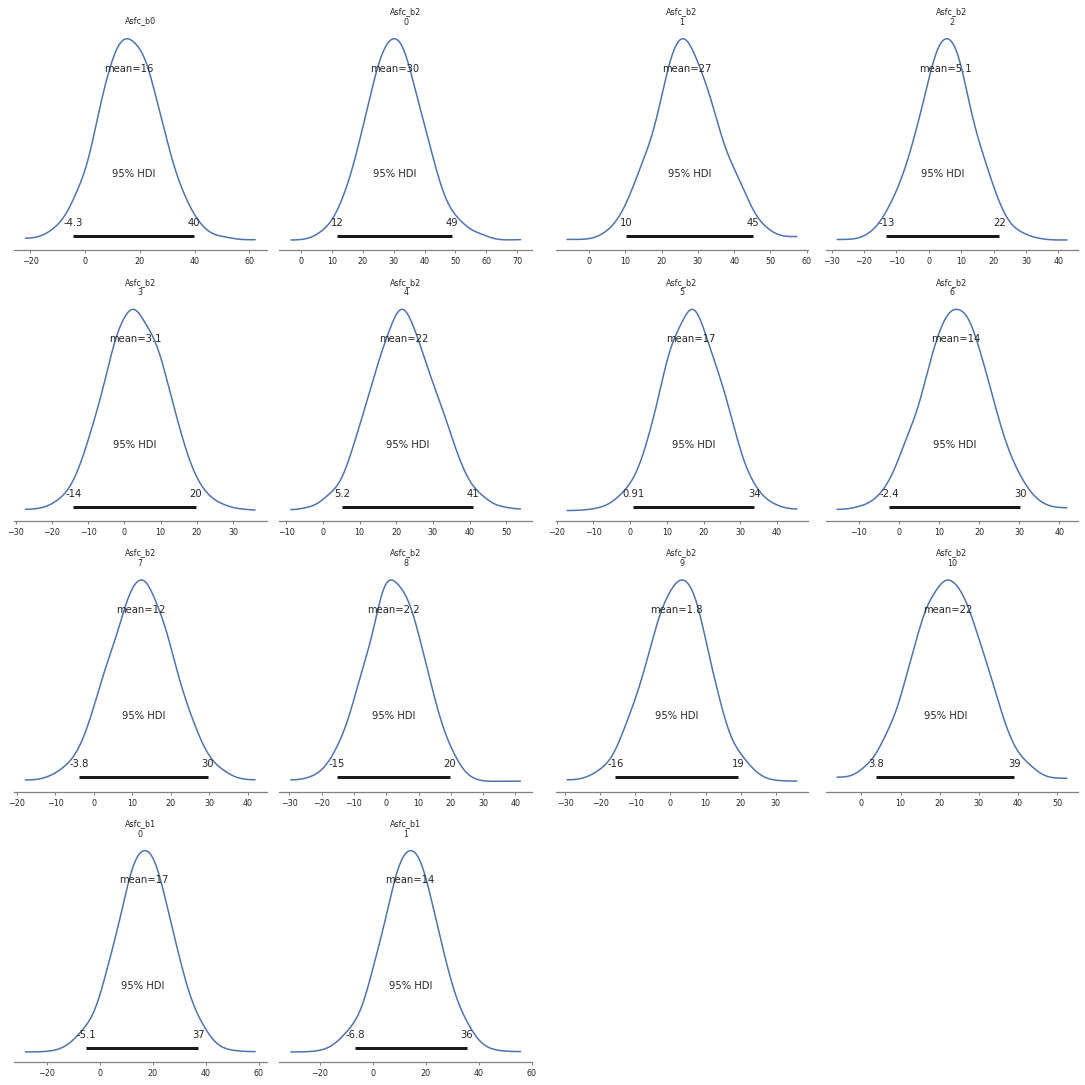 Asfc_b0
mean=16
95% HDI
-4.3 40
−20 0 20 40 60
Asfc_b2
0
mean=30
95% HDI
12 49
0 10 20 30 40 50 60 70
Asfc_b2
1
mean=27
95% HDI
10 45
0 10 20 30 40 50 60
Asfc_b2
2
mean=5.1
95% HDI
-13 22
−30 −20 −10 0 10 20 30 40
Asfc_b2
3
mean=3.1
95% HDI
-14 20
−30 −20 −10 0 10 20 30
Asfc_b2
4
mean=22
95% HDI
5.2 41
−10 0 10 20 30 40 50
Asfc_b2
5
mean=17
95% HDI
0.91 34
−20 −10 0 10 20 30 40
Asfc_b2
6
mean=14
95% HDI
-2.4 30
−10 0 10 20 30 40
Asfc_b2
7
mean=12
95% HDI
-3.8 30
−20 −10 0 10 20 30 40
Asfc_b2
8
mean=2.2
95% HDI
-15 20
−30 −20 −10 0 10 20 30 40
Asfc_b2
9
mean=1.8
95% HDI
-16 19
−30 −20 −10 0 10 20 30
Asfc_b2
10
mean=22
95% HDI
3.8 39
0 10 20 30 40 50
Asfc_b1
0
mean=17
95% HDI
-5.1 37
−20 0 20 40 60
Asfc_b1
1
mean=14
95% HDI
-6.8 36
−20 0 20 40 60